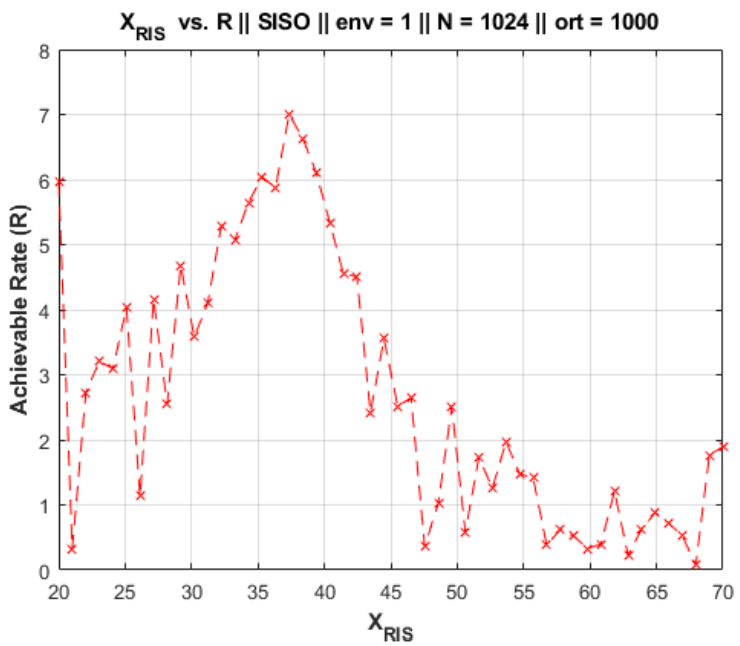 X_RIS vs. R || SISO || env = 1 || N = 1024 || ort = 1000
8
7
6
5
4
3
2
1
0
Achievable Rate (R)
20 25 30 35 40 45 50 55 60 65 70
X_RIS